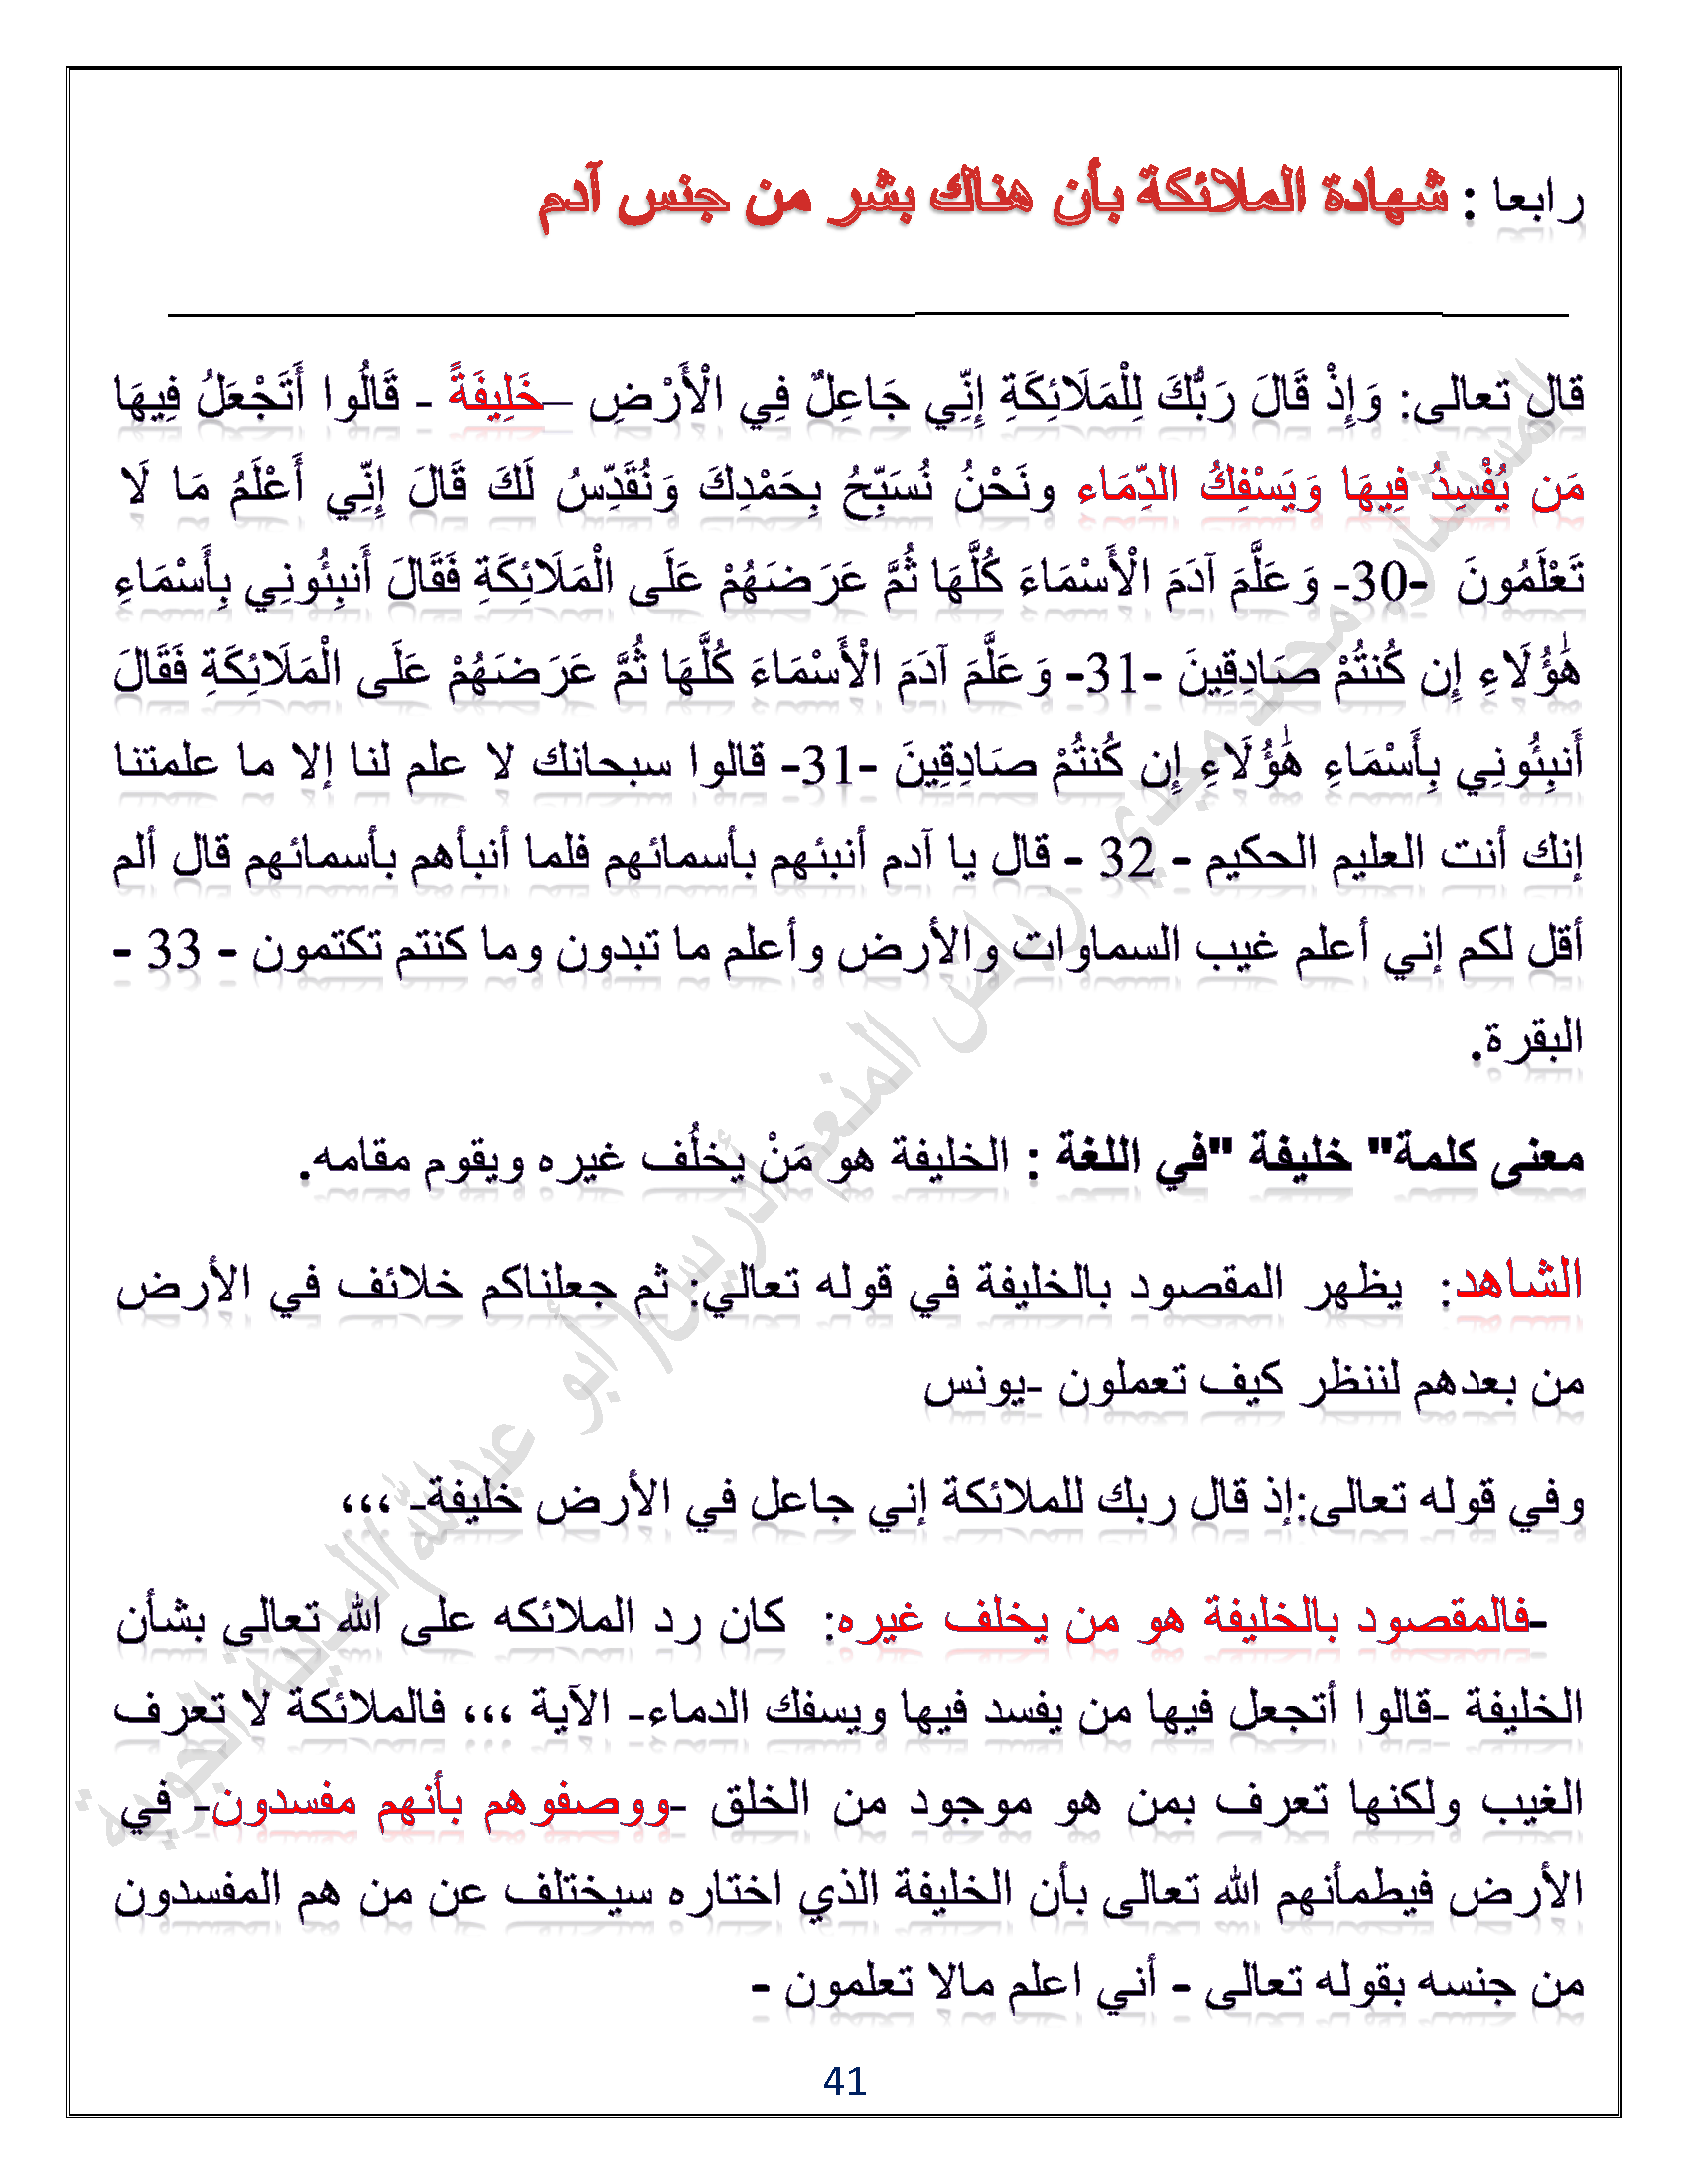 رابعا : شهادة الملائكة بأن هناك بشر من جنس آدم
قال تعالى: وَإِذْ قَالَ رَبُّكَ لِلْمَلَائِكَةِ إِنِّي جَاعِلٌ فِي الْأَرْضِ –خَلِيفَةً - قَالُوا أَتَجْعَلُ فِيهَا
مَن يُفْسِدُ فِيهَا وَيَسْفِكُ الدِّمَاء ونَحْنُ نُسَبِّحُ بِحَمْدِكَ وَنُقَدِّسُ لَكَ قَالَ إِنِّي أَعْلَمُ مَا لَا
تَعْلَمُونَ -30- وَعَلَّمَ آدَمَ الْأَسْمَاءَ كُلَّهَا ثُمَّ عَرَضَهُمْ عَلَى الْمَلَائِكَةِ فَقَالَ أَنبِئُونِي بِأَسْمَاءِ
هَٰؤُلَاءِ إِن كُنتُمْ صَادِقِينَ -31- وَعَلَّمَ آدَمَ الْأَسْمَاءَ كُلَّهَا ثُمَّ عَرَضَهُمْ عَلَى الْمَلَائِكَةِ فَقَالَ
أَنبِئُونِي بِأَسْمَاءِ هَٰؤُلَاءِ إِن كُنتُمْ صَادِقِينَ -31- قالوا سبحانك لا علم لنا إلا ما علمتنا
إنك أنت العليم الحكيم - 32 - قال يا آدم أنبئهم بأسمائهم فلما أنبأهم بأسمائهم قال ألم
أقل لكم إني أعلم غيب السماوات والأرض وأعلم ما تبدون وما كنتم تكتمون - 33 -
البقرة.
معنى كلمة" خليفة "في اللغة : الخليفة هو مَنْ يخلُف غيره ويقوم مقامه.
الشاهد: يظهر المقصود بالخليفة في قوله تعالي: ثم جعلناكم خلائف في الأرض
من بعدهم لننظر كيف تعملون -يونس
وفي قوله تعالى:إذ قال ربك للملائكة إني جاعل في الأرض خليفة- ،،،
-فالمقصود بالخليفة هو من يخلف غيره: كان رد الملائكه على الله تعالى بشأن
الخليفة -قالوا أتجعل فيها من يفسد فيها ويسفك الدماء- الآية ،،، فالملائكة لا تعرف
الغيب ولكنها تعرف بمن هو موجود من الخلق -ووصفوهم بأنهم مفسدون- في
الأرض فيطمأنهم الله تعالى بأن الخليفة الذي اختاره سيختلف عن من هم المفسدون
من جنسه بقوله تعالى - أني اعلم مالا تعلمون -
41